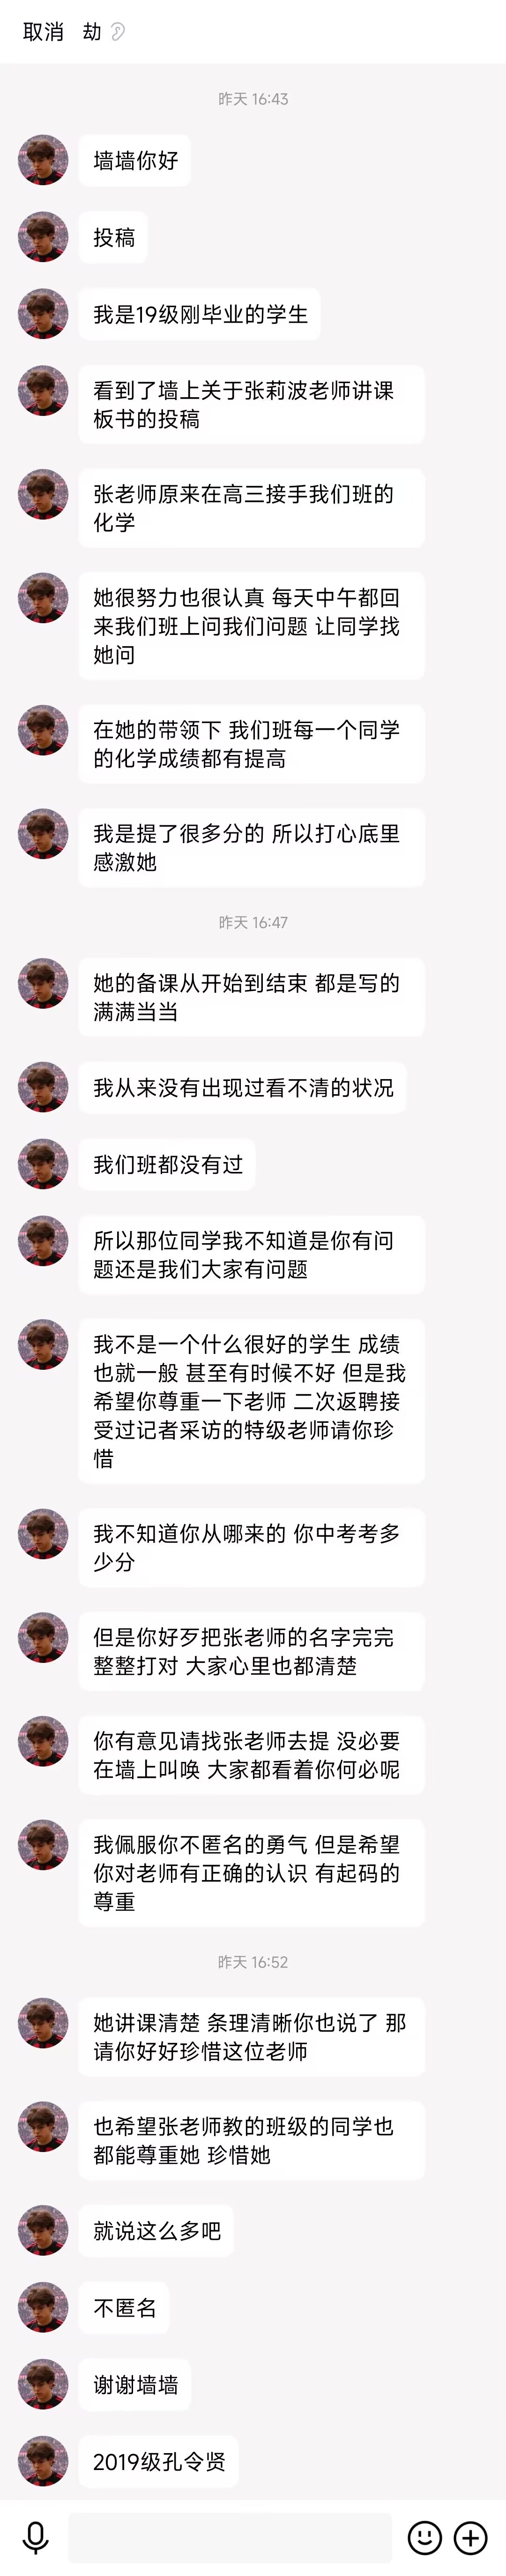 取消 劫
昨天 16:43
墙墙你好
投稿
我是19级刚毕业的学生
看到了墙上关于张莉波老师讲课
板书的投稿
张老师原来在高三接手我们班的
化学
她很努力也很认真 每天中午都回
来我们班上问我们问题 让同学找
她问
在她的带领下 我们班每一个同学
的化学成绩都有提高
我是提了很多分的 所以打心底里
感激她
昨天 16:47
她的备课从开始到结束 都是写的
满满当当
我从来没有出现过看不清的状况
我们班都没有过
所以那位同学我不知道是你有问
题还是我们大家有问题
我不是一个什么很好的学生 成绩
也就一般 甚至有时候不好 但是我
希望你尊重一下老师 二次返聘接
受过记者采访的特级老师请你珍
惜
我不知道你从哪来的 你中考考多
少分
但是你好歹把张老师的名字完完
整整打对 大家心里也都清楚
你有意见请找张老师去提 没必要
在墙上叫唤 大家都看着你何必呢
我佩服你不匿名的勇气 但是希望
你对老师有正确的认识 有起码的
尊重
昨天 16:52
她讲课清楚 条理清晰你也说了 那
请你好好珍惜这位老师
也希望张老师教的班级的同学也
都能尊重她 珍惜她
就说这么多吧
不匿名
谢谢墙墙
2019级孔令贤